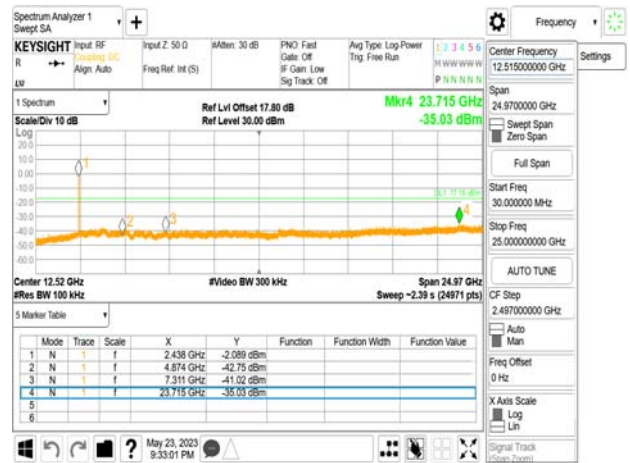 Spectrum Analyzer 1
Swept SA
Frequency
KEYSIGHT
R
LW
Input: RF
Coupling: DC
Align: Auto
Input Z: 50 Ω
Freq Ref: Int (S)
#Atten: 30 dB
PNO: Fast
Gate: Off
IF Gain: Low
Sig Track: Off
Avg Type: Log-Power
Trig: Free Run
1 2 3 4 5 6
M W W W W W
P N N N N N
1 Spectrum
Scale/Div 10 dB
Ref Lvl Offset 17.80 dB
Ref Level 30.00 dBm
Mkr4 23.715 GHz
-35.03 dBm
Log
20.0
10.0
0.00
-10.0
-20.0
-30.0
-40.0
-50.0
-60.0
1
2
3
4
Center 12.52 GHz
#Res BW 100 kHz
#Video BW 300 kHz
Span 24.97 GHz
Sweep ~2.39 s (24971 pts)
5 Marker Table
Mode Trace Scale X Y Function Function Width Function Value
1 N 1 f 2.438 GHz -2.089 dBm
2 N 1 f 4.874 GHz -42.75 dBm
3 N 1 f 7.311 GHz -41.02 dBm
4 N 1 f 23.715 GHz -35.03 dBm
5
6
May 23, 2023
9:33:01 PM
Center Frequency
12.515000000 GHz
Settings
Span
24.9700000 GHz
Swept Span
Zero Span
Full Span
Start Freq
30.000000 MHz
Stop Freq
25.000000000 GHz
AUTO TUNE
CF Step
2.497000000 GHz
Auto
Man
Freq Offset
0 Hz
X Axis Scale
Log
Lin
Signal Track
(Span Zoom)